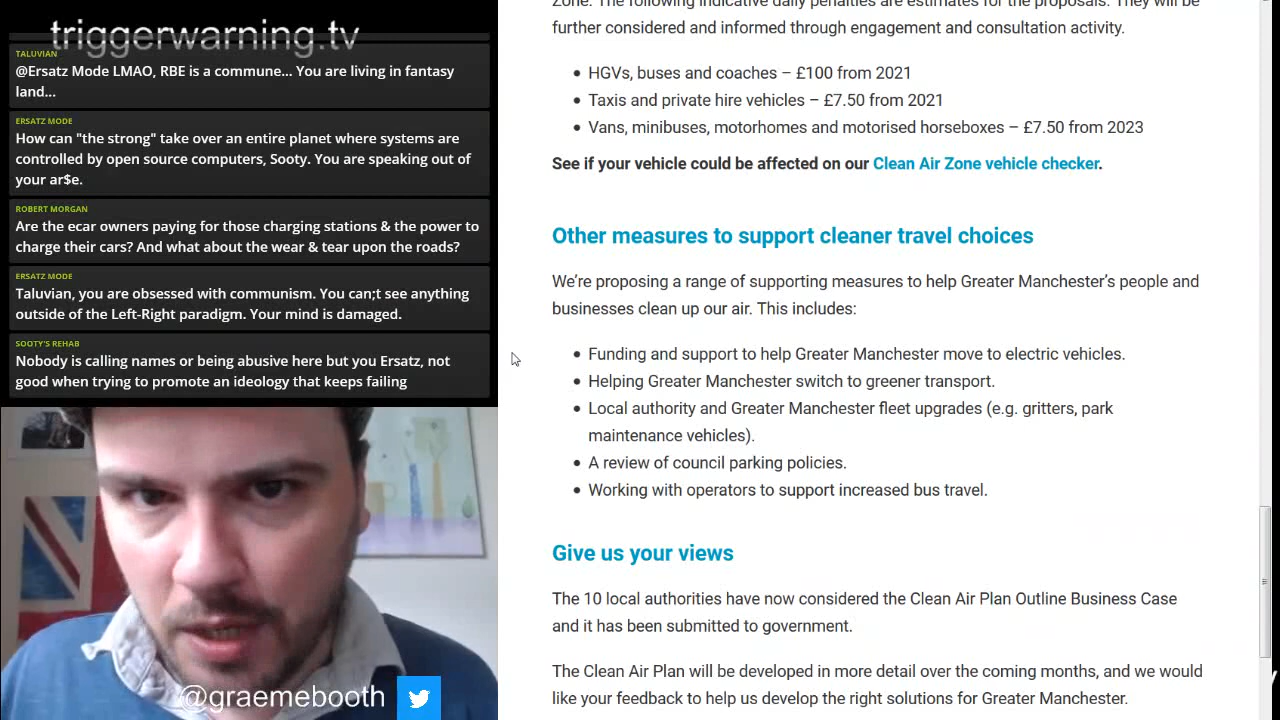 triggerwarning.tv
TALUVIAN
@Ersatz Mode LMAO, RBE is a commune... You are living in fantasy
land...
ERSATZ MODE
How can "the strong" take over an entire planet where systems are
controlled by open source computers, Sooty. You are speaking out of
your ar$e.
ROBERT MORGAN
Are the ecar owners paying for those charging stations & the power to
charge their cars? And what about the wear & tear upon the roads?
ERSATZ MODE
Taluvian, you are obsessed with communism. You can;t see anything
outside of the Left-Right paradigm. Your mind is damaged.
SOOTY'S REHAB
Nobody is calling names or being abusive here but you Ersatz, not
good when trying to promote an ideology that keeps failing
@graemebooth
Zone. The following indicative daily penalties are estimates for the proposals. They will be
further considered and informed through engagement and consultation activity.
• HGVs, buses and coaches – £100 from 2021
• Taxis and private hire vehicles – £7.50 from 2021
• Vans, minibuses, motorhomes and motorised horseboxes – £7.50 from 2023
See if your vehicle could be affected on our Clean Air Zone vehicle checker.
Other measures to support cleaner travel choices
We’re proposing a range of supporting measures to help Greater Manchester’s people and
businesses clean up our air. This includes:
• Funding and support to help Greater Manchester move to electric vehicles.
• Helping Greater Manchester switch to greener transport.
• Local authority and Greater Manchester fleet upgrades (e.g. gritters, park
maintenance vehicles).
• A review of council parking policies.
• Working with operators to support increased bus travel.
Give us your views
The 10 local authorities have now considered the Clean Air Plan Outline Business Case
and it has been submitted to government.
The Clean Air Plan will be developed in more detail over the coming months, and we would
like your feedback to help us develop the right solutions for Greater Manchester.